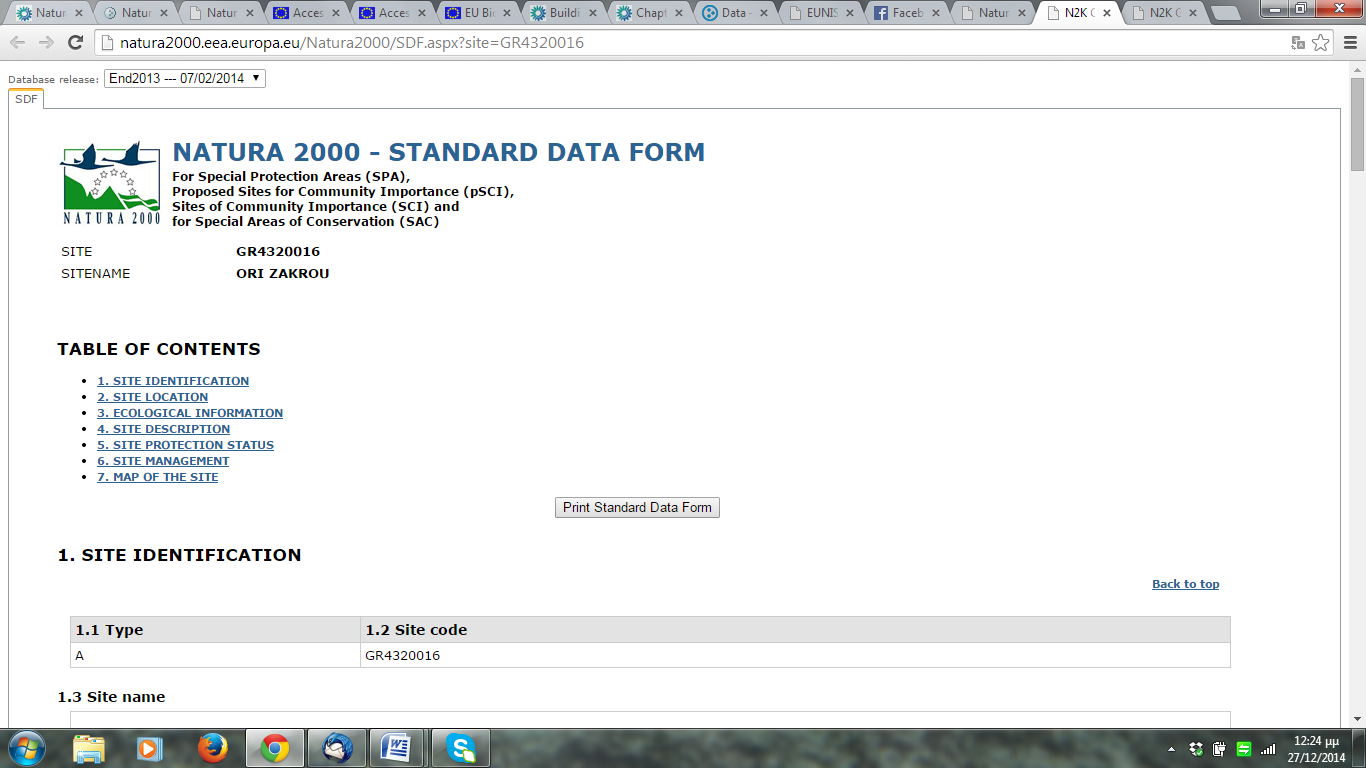 Natur
Natur
Natur
Acces
Acces
EU Bi
Buildi
Chapt
Data -
EUNIS
Faceb
Natur
N2K G
N2K G
natura2000.eea.europa.eu/Natura2000/SDF.aspx?site=GR4320016
Database release: End2013 --- 07/02/2014
SDF
NATURA 2000
NATURA 2000 - STANDARD DATA FORM
For Special Protection Areas (SPA),
Proposed Sites for Community Importance (pSCI),
Sites of Community Importance (SCI) and
for Special Areas of Conservation (SAC)
SITE GR4320016
SITENAME ORI ZAKROU
TABLE OF CONTENTS
1. SITE IDENTIFICATION
2. SITE LOCATION
3. ECOLOGICAL INFORMATION
4. SITE DESCRIPTION
5. SITE PROTECTION STATUS
6. SITE MANAGEMENT
7. MAP OF THE SITE
Print Standard Data Form
1. SITE IDENTIFICATION
Back to top
1.1 Type 1.2 Site code
A GR4320016
1.3 Site name
12:24 μμ
27/12/2014